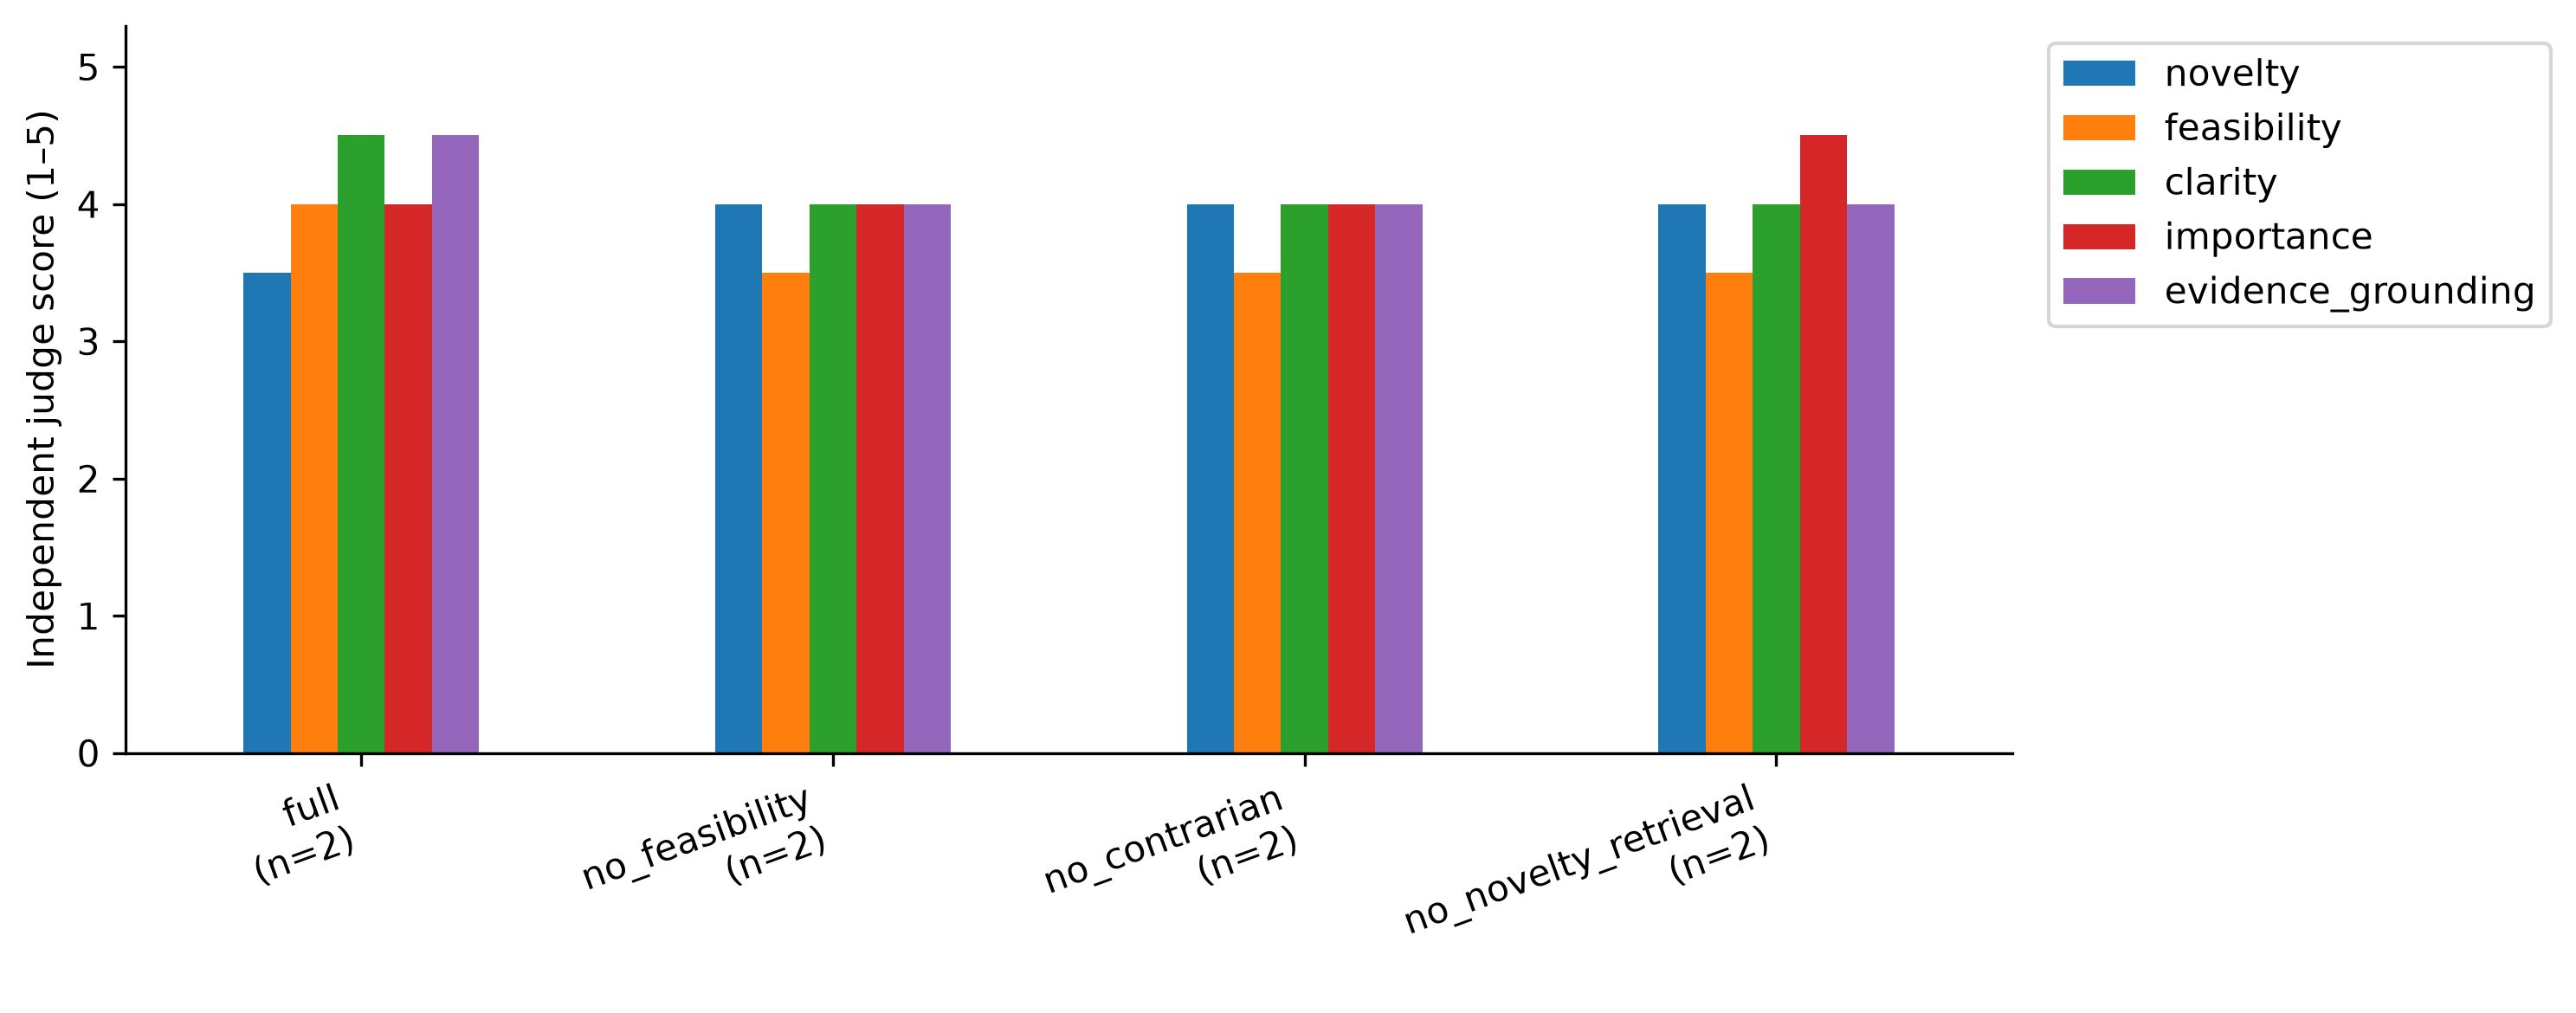 Independent judge score (1–5)
5
4
3
2
1
0
full
(n=2)
no_feasibility
(n=2)
no_contrarian
(n=2)
no_novelty_retrieval
(n=2)
novelty
feasibility
clarity
importance
evidence_grounding